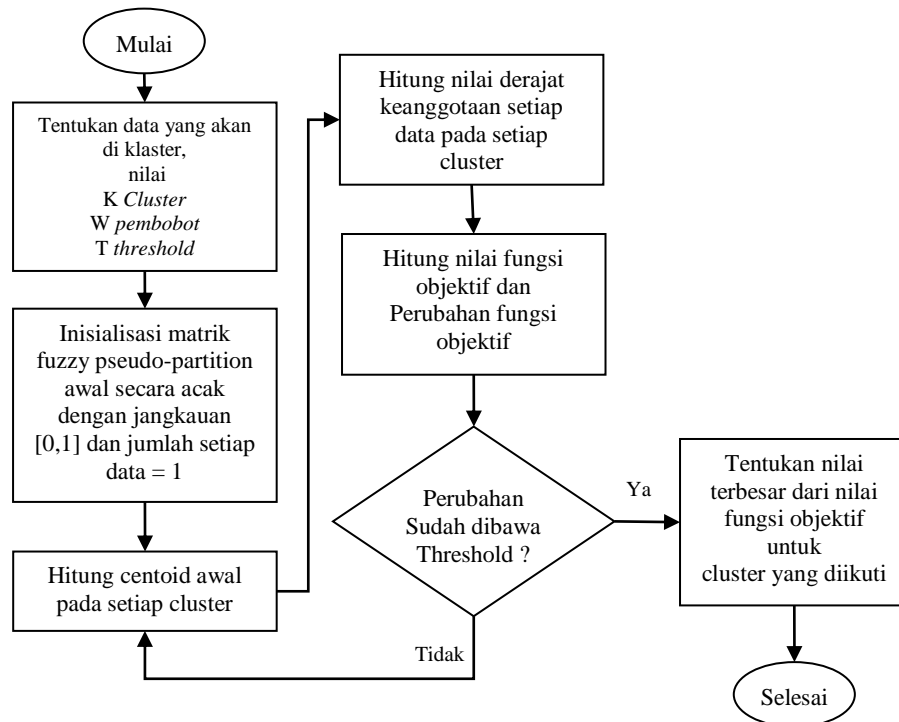 Mulai
Tentukan data yang akan
di klaster,
nilai
K Cluster
W pembobot
T threshold
Inisialisasi matrik
fuzzy pseudo-partition
awal secara acak
dengan jangkauan
[0,1] dan jumlah setiap
data = 1
Hitung centoid awal
pada setiap cluster
Hitung nilai derajat
keanggotaan setiap
data pada setiap
cluster
Hitung nilai fungsi
objektif dan
Perubahan fungsi
objektif
Perubahan
Sudah dibawa
Threshold ?
Ya
Tidak
Tentukan nilai
terbesar dari nilai
fungsi objektif
untuk
cluster yang diikuti
Selesai